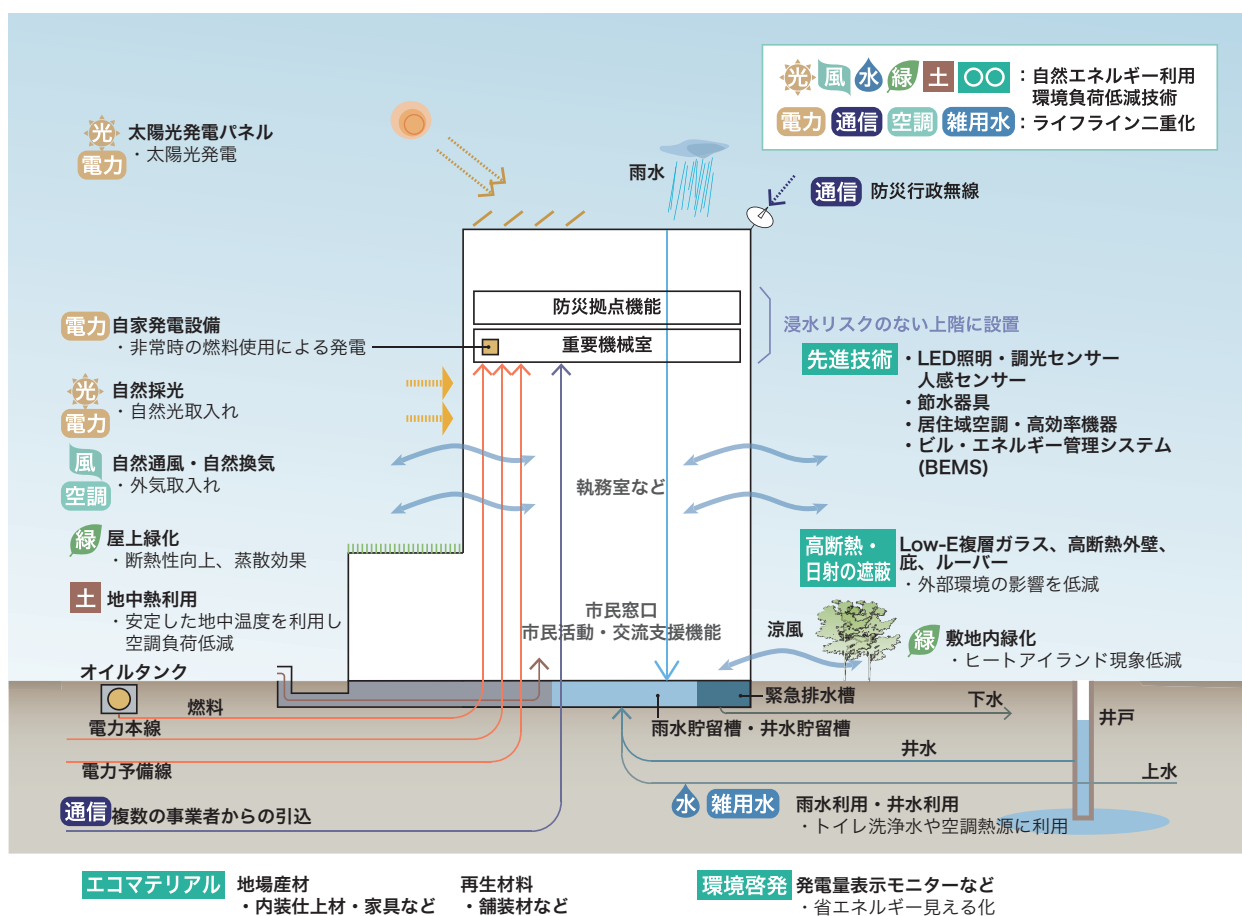 光 風 水 緑 土 〇〇 ：自然エネルギー利用
環境負荷低減技術
電力 通信 空調 雑用水 ：ライフライン二重化
光 太陽光発電パネル
電力 ・太陽光発電
雨水
通信 防災行政無線
防災拠点機能
重要機械室
浸水リスクのない上階に設置
電力 自家発電設備
・非常時の燃料使用による発電
光 自然採光
電力 ・自然光取入れ
風 自然通風・自然換気
空調 ・外気取入れ
緑 屋上緑化
・断熱性向上、蒸散効果
土 地中熱利用
・安定した地中温度を利用し
空調負荷低減
先進技術 ・LED照明・調光センサー
人感センサー
・節水器具
・居住域空調・高効率機器
・ビル・エネルギー管理システム
(BEMS)
執務室など
高断熱・
日射の遮蔽
Low-E複層ガラス、高断熱外壁、
庇、ルーバー
・外部環境の影響を低減
市民窓口
市民活動・交流支援機能
涼風
緑 敷地内緑化
・ヒートアイランド現象低減
オイルタンク
燃料
電力本線
電力予備線
通信 複数の事業者からの引込
緊急排水槽
雨水貯留槽・井水貯留槽
下水
井戸
井水
上水
水 雑用水 雨水利用・井水利用
・トイレ洗浄水や空調熱源に利用
エコマテリアル 地場産材
・内装仕上材・家具など
再生材料
・舗装材など
環境啓発 発電量表示モニターなど
・省エネルギー見える化